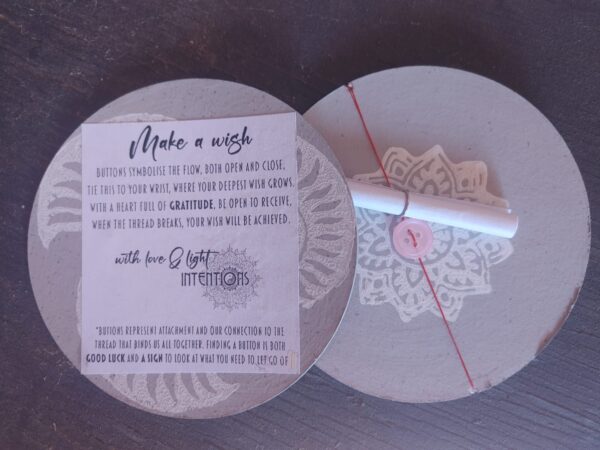 Make a wish
BUTTONS SYMBOLISE THE FLOW, BOTH OPEN AND CLOSE.
TIE THIS TO YOUR WRIST, WHERE YOUR DEEPEST WISH GROWS.
WITH A HEART FULL OF GRATITUDE, BE OPEN TO RECEIVE,
WHEN THE THREAD BREAKS, YOUR WISH WILL BE ACHIEVED.
with love & light
INTENTIONS
*BUTTONS REPRESENT ATTACHMENT AND OUR CONNECTION TO THE
THREAD THAT BINDS US ALL TOGETHER. FINDING A BUTTON IS BOTH
GOOD LUCK AND A SIGN TO LOOK AT WHAT YOU NEED TO LET GO OF